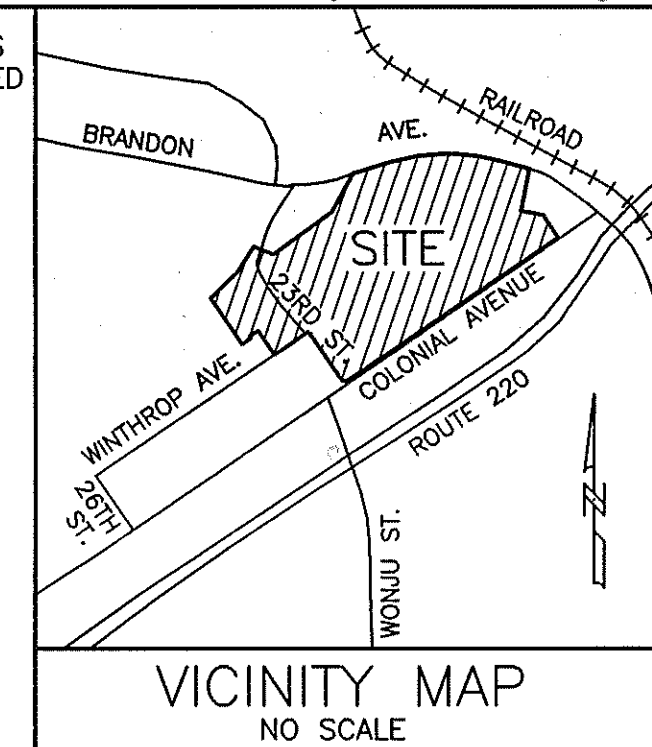 S
ED
RAILROAD
AVE.
BRANDON
SITE
23RD ST.
COLONIAL AVENUE
WINTHROP AVE.
ROUTE 220
26TH
ST.
N
WONJU ST.
VICINITY MAP
NO SCALE